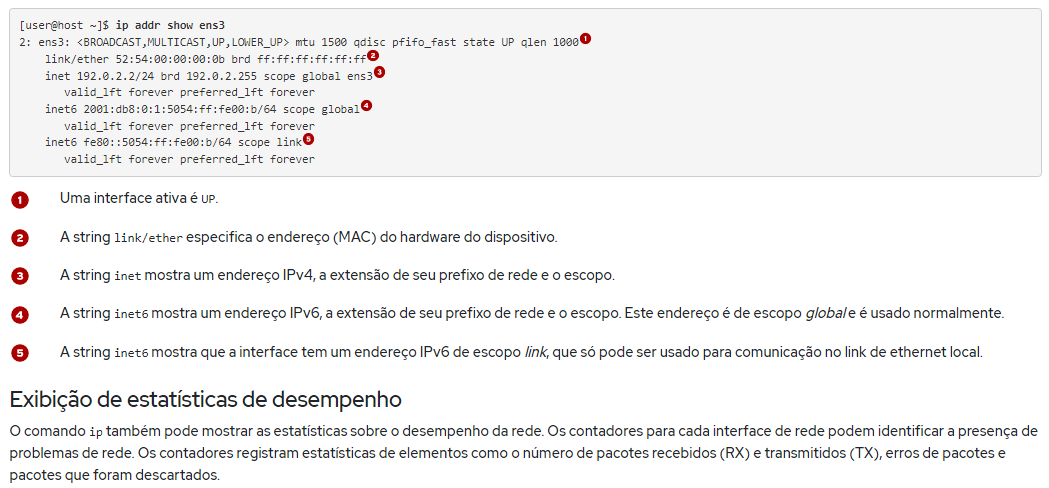 [user@host ~]$ ip addr show ens3
2: ens3: <BROADCAST,MULTICAST,UP,LOWER_UP> mtu 1500 qdisc pfifo_fast state UP qlen 1000 1
link/ether 52:54:00:00:00:0b brd ff:ff:ff:ff:ff:ff 2
inet 192.0.2.2/24 brd 192.0.2.255 scope global ens3 3
valid_lft forever preferred_lft forever
inet6 2001:db8:0:1:5054:ff:fe00:b/64 scope global 4
valid_lft forever preferred_lft forever
inet6 fe80::5054:ff:fe00:b/64 scope link 5
valid_lft forever preferred_lft forever
1 Uma interface ativa é UP.
2 A string link/ether especifica o endereço (MAC) do hardware do dispositivo.
3 A string inet mostra um endereço IPv4, a extensão de seu prefixo de rede e o escopo.
4 A string inet6 mostra um endereço IPv6, a extensão de seu prefixo de rede e o escopo. Este endereço é de escopo global e é usado normalmente.
5 A string inet6 mostra que a interface tem um endereço IPv6 de escopo link, que só pode ser usado para comunicação no link de ethernet local.
Exibição de estatísticas de desempenho
O comando ip também pode mostrar as estatísticas sobre o desempenho da rede. Os contadores para cada interface de rede podem identificar a presença de
problemas de rede. Os contadores registram estatísticas de elementos como o número de pacotes recebidos (RX) e transmitidos (TX), erros de pacotes e
pacotes que foram descartados.